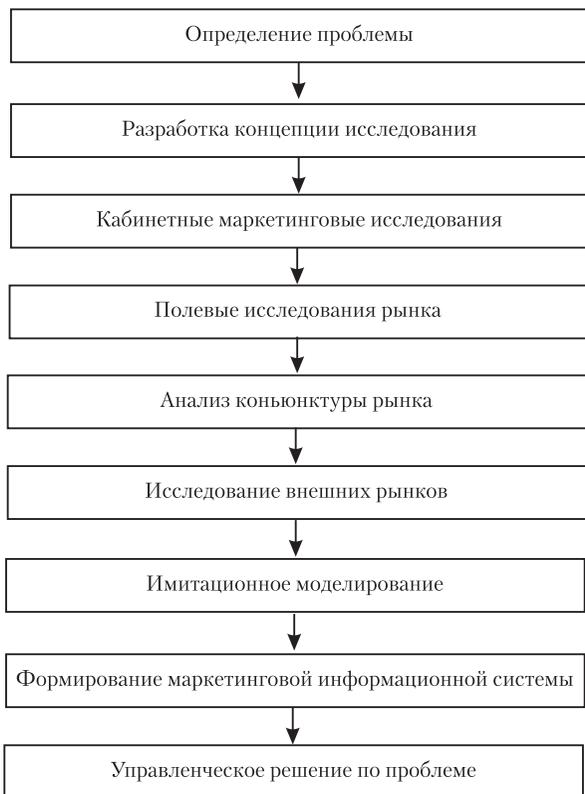 Определение проблемы
Разработка концепции исследования
Кабинетные маркетинговые исследования
Полевые исследования рынка
Анализ коньюнктуры рынка
Исследование внешних рынков
Имитационное моделирование
Формирование маркетинговой информационной системы
Управленческое решение по проблеме